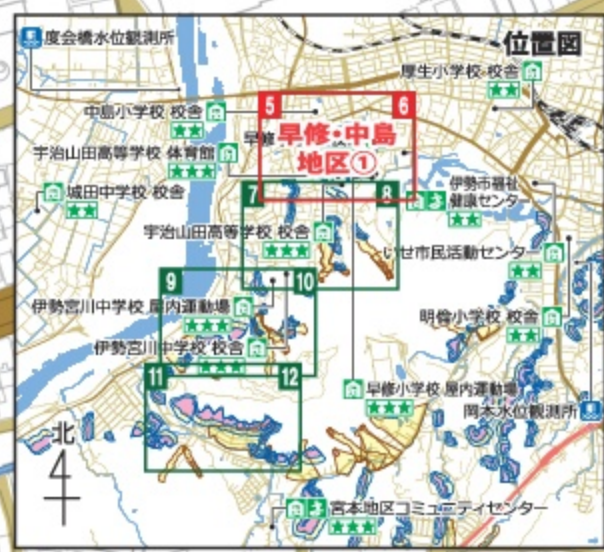 度会橋水位観測所
位置図
厚生小学校 校舎
★★
中島小学校 校舎
★★
5
6
早修・中島
地区①
早修
宇治山田高等学校 体育館
★★★
城田中学校 校舎
★★
7
8
伊勢市福祉
健康センター
★★
宇治山田高等学校 校舎
★★★
いせ市民活動センター
★★
9
10
伊勢宮川中学校 屋内運動場
★★★
明倫小学校 校舎
★★
伊勢宮川中学校 校舎
★★★
11
12
早修小学校 屋内運動場
★★★
岡本水位観測所
北
宮本地区コミュニティセンター
★★★